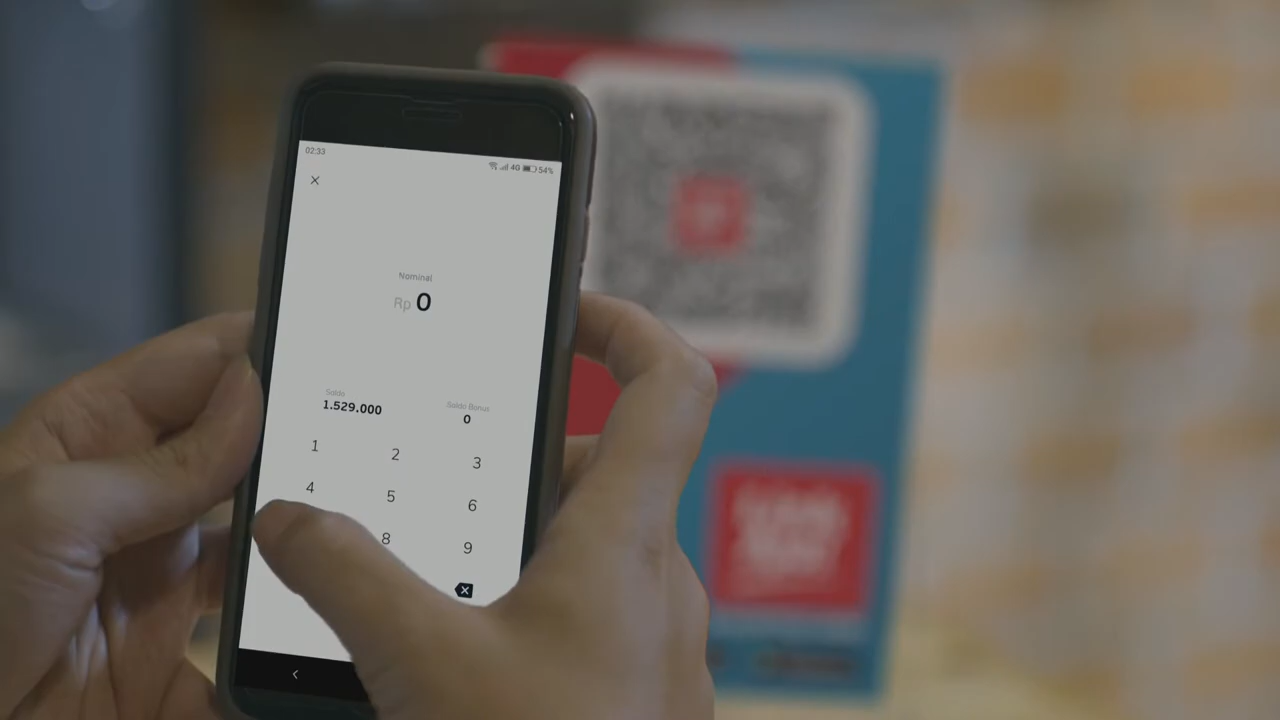 02:33
4G 54%
Nominal
Rp 0
Saldo
1.529.000
Saldo Bonus
0
1 2 3
4 5 6
8 9